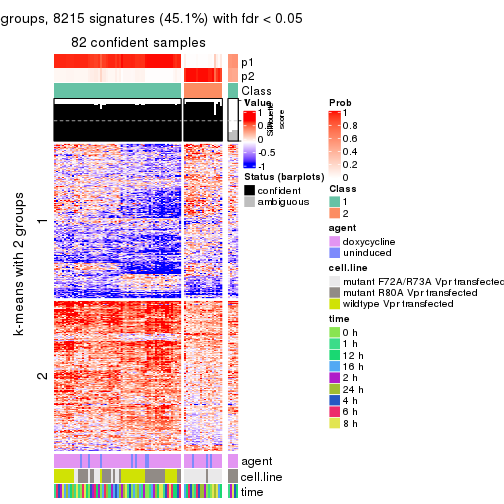 groups, 8215 signatures (45.1%) with fdr < 0.05
82 confident samples
p1
p2
Class
Silhouette
score
1
2
k-means with 2 groups
agent
cell.line
time
Value
1
0.5
0
-0.5
-1
Status (barplots)
confident
ambiguous
Prob
1
0.8
0.6
0.4
0.2
0
Class
1
2
agent
doxycycline
uninduced
cell.line
mutant F72A/R73A Vpr transfected
mutant R80A Vpr transfected
wildtype Vpr transfected
time
0 h
1 h
12 h
16 h
2 h
24 h
4 h
6 h
8 h